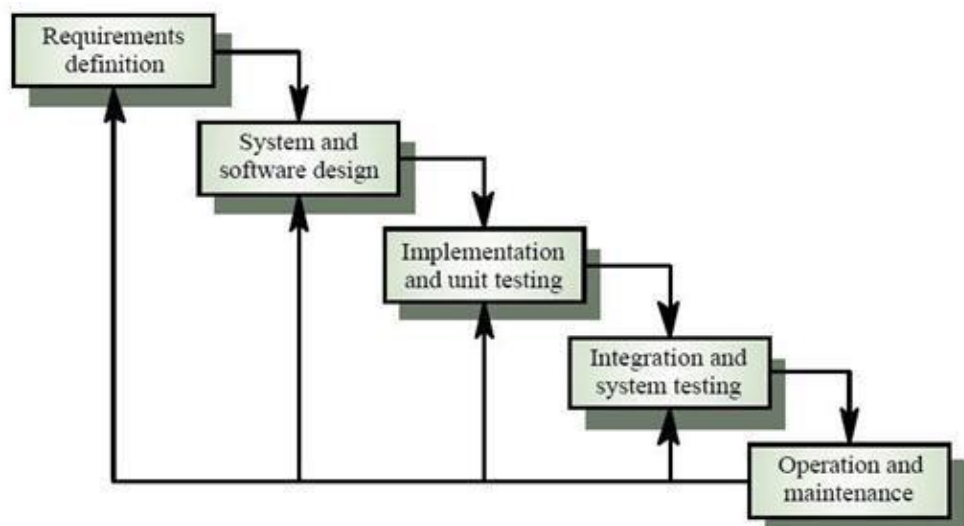 Requirements
definition
System and
software design
Implementation
and unit testing
Integration and
system testing
Operation and
maintenance